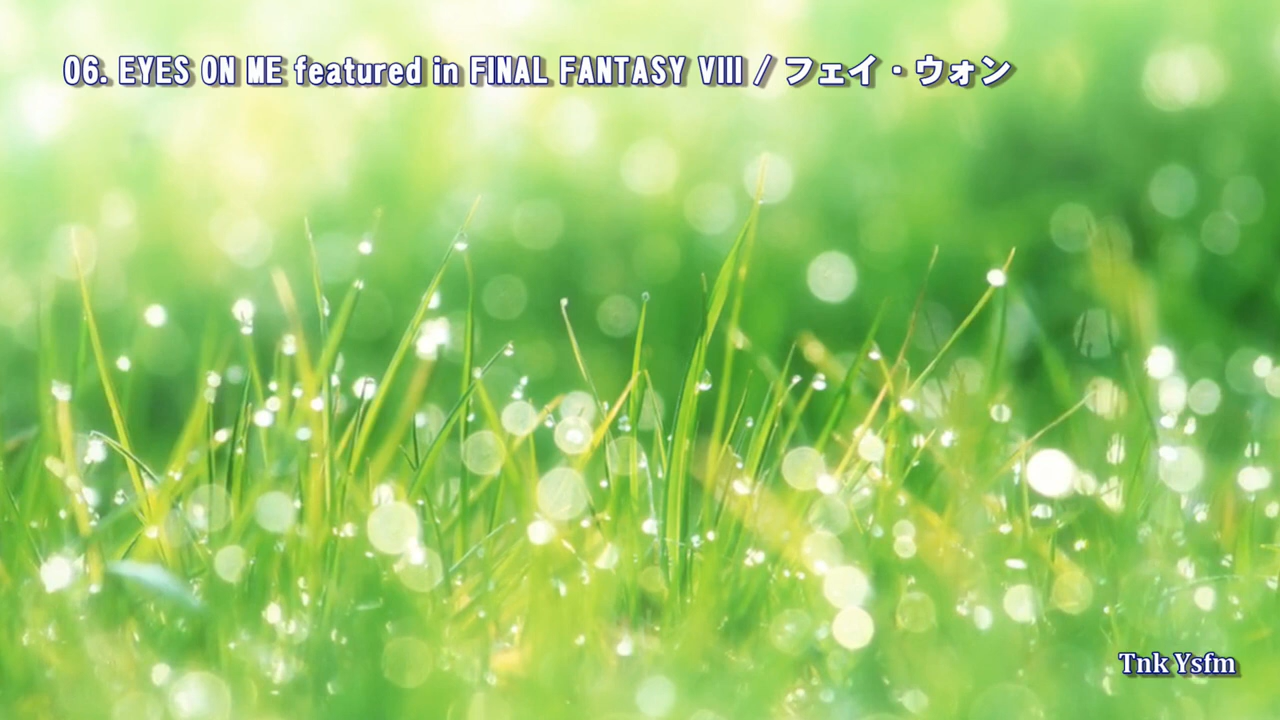 06. EYES ON ME featured in FINAL FANTASY VIII / フェイ・ウォン
Tnk Ysfm